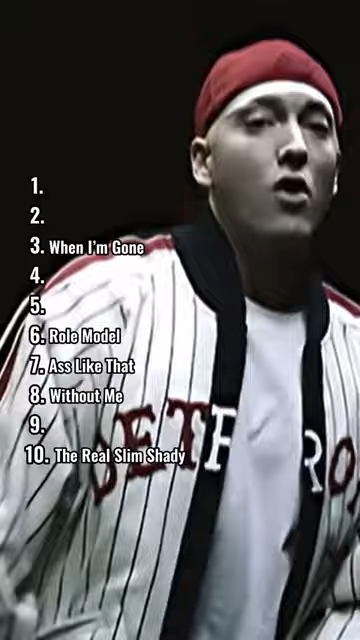 1.
2.
3. When I'm Gone
4.
5.
6. Role Model
7. Ass Like That
8. Without Me
9.
10. The Real Slim Shady
DETRO